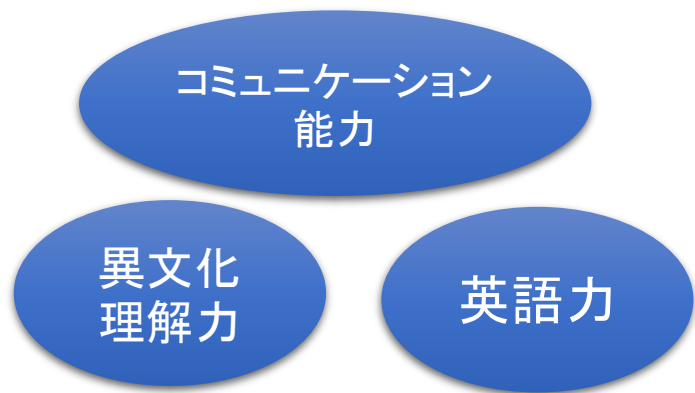 コミュニケーション
能力
異文化
理解力
英語力